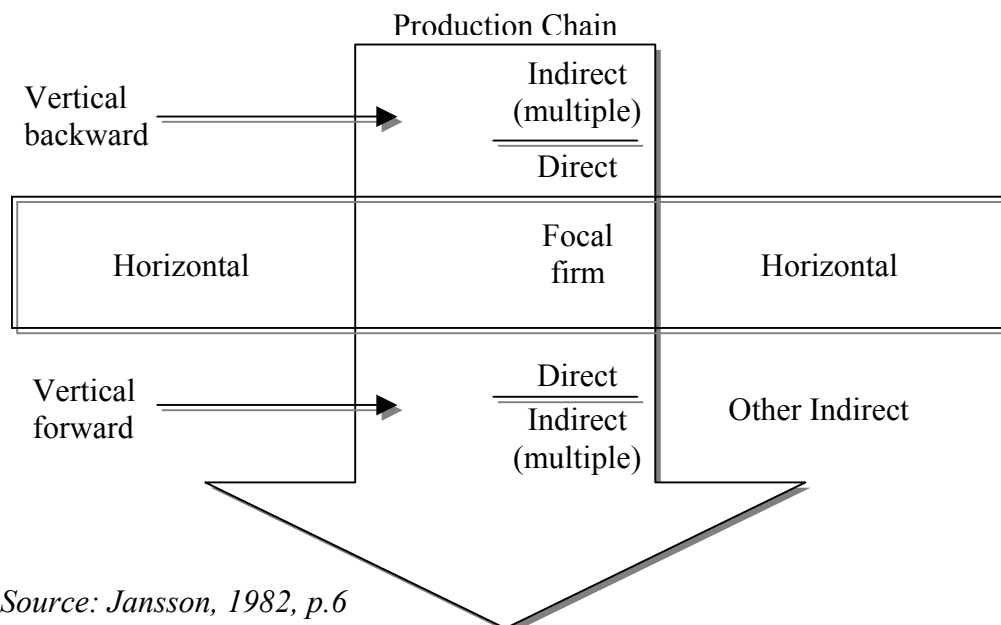 Production Chain
Indirect
(multiple)
Vertical
backward
Direct
Horizontal
Focal
firm
Horizontal
Vertical
forward
Direct
Indirect
(multiple)
Other Indirect
Source: Jansson, 1982, p.6